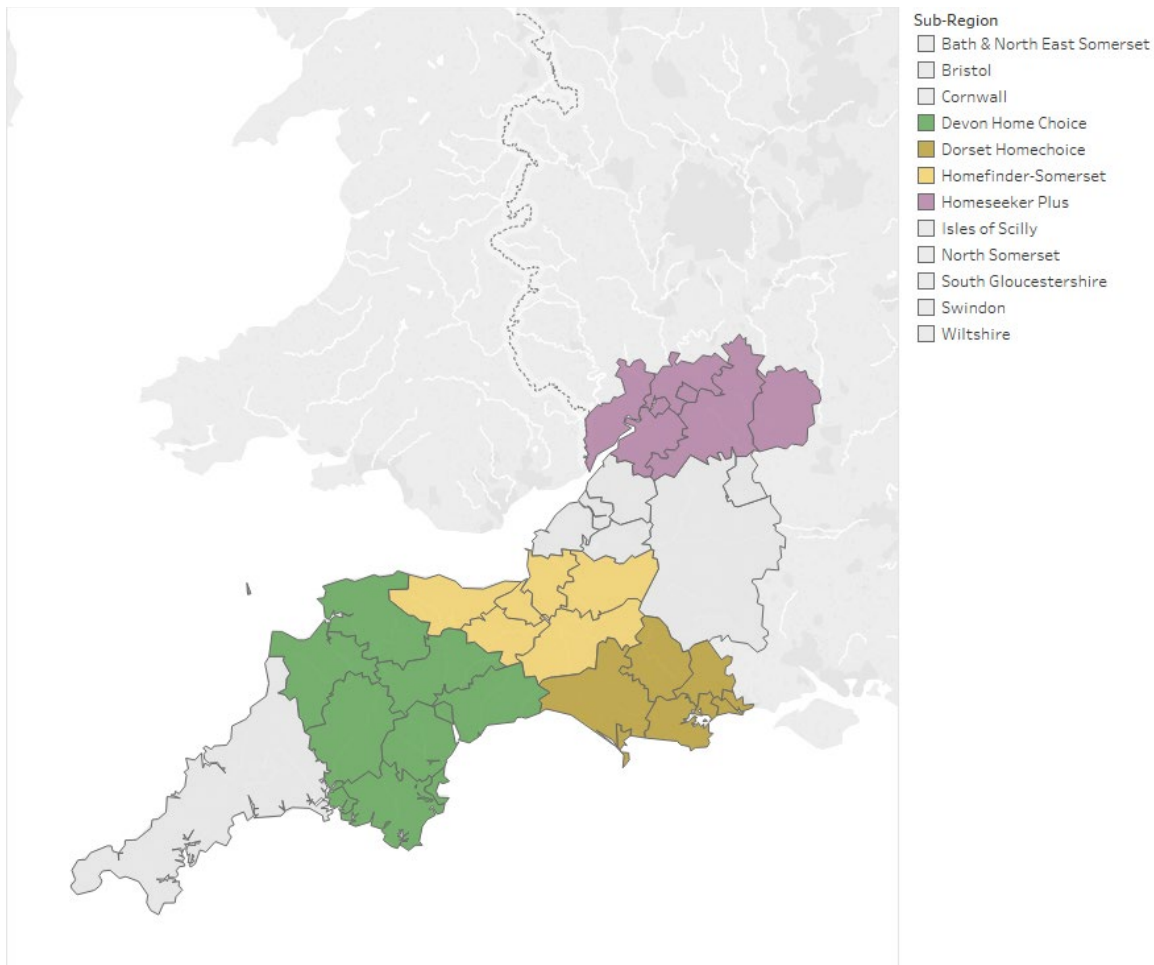 Sub-Region
Bath & North East Somerset
Bristol
Cornwall
Devon Home Choice
Dorset Homechoice
Homefinder-Somerset
Homeseeker Plus
Isles of Scilly
North Somerset
South Gloucestershire
Swindon
Wiltshire